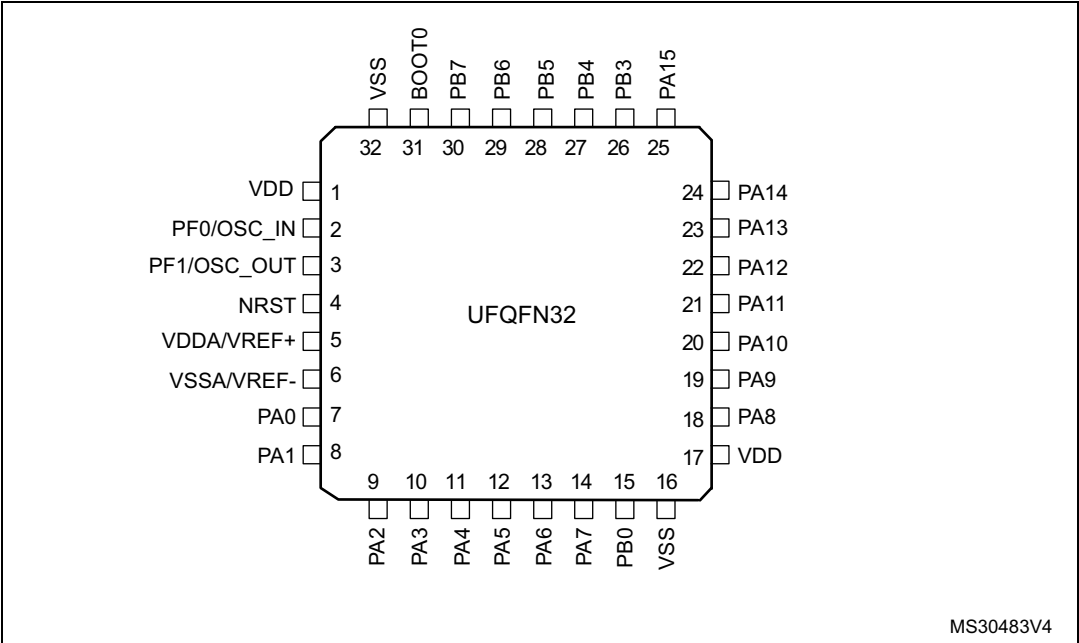 VSS
BOOT0
PB7
PB6
PB5
PB4
PB3
PA15
32 31 30 29 28 27 26 25
VDD 1
PF0/OSC_IN 2
PF1/OSC_OUT 3
NRST 4
VDDA/VREF+ 5
VSSA/VREF- 6
PA0 7
PA1 8
UFQFN32
24 PA14
23 PA13
22 PA12
21 PA11
20 PA10
19 PA9
18 PA8
17 VDD
9 10 11 12 13 14 15 16
PA2
PA3
PA4
PA5
PA6
PA7
PB0
VSS
MS30483V4